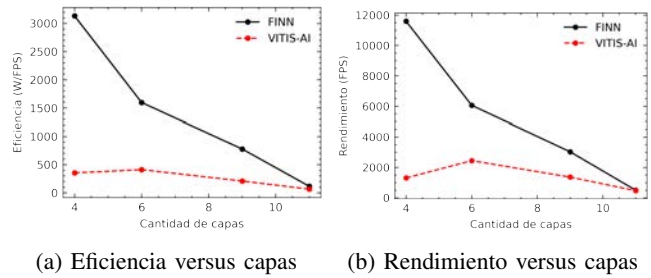 3000
2500
2000
1500
1000
500
0
Eficiencia (W/FPS)
FINN
VITIS-AI
4 6 8 10
Cantidad de capas
(a) Eficiencia versus capas
12000
10000
8000
6000
4000
2000
0
Rendimiento (FPS)
FINN
VITIS-AI
4 6 8 10
Cantidad de capas
(b) Rendimiento versus capas